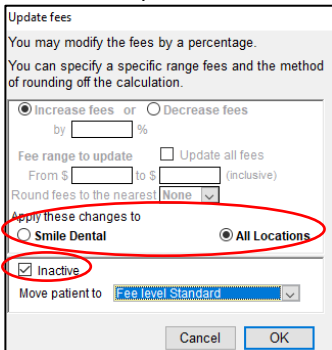 Update fees
You may modify the fees by a percentage.
You can specify a specific range fees and the method
of rounding off the calculation.
Increase fees or Decrease fees
by %
Fee range to update Update all fees
From $ to $ (inclusive)
Round fees to the nearest None
Apply these changes to
Smile Dental All Locations
Inactive
Move patient to Fee level Standard
Cancel OK